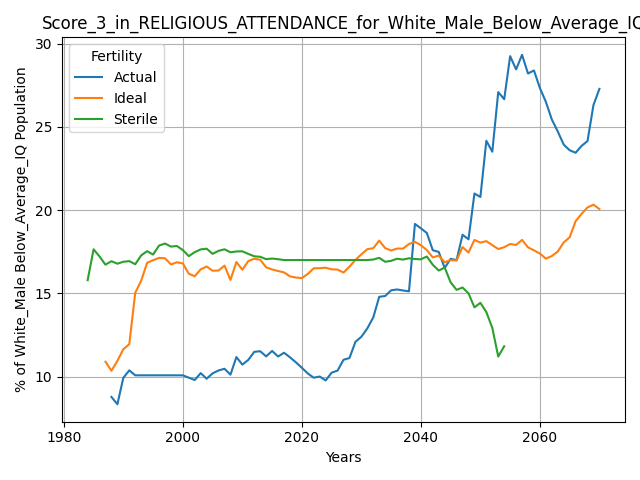 Score_3_in_RELIGIOUS_ATTENDANCE_for_White_Male_Below_Average_IQ
% of White_Male Below_Average_IQ Population
30
25
20
15
10
Fertility
Actual
Ideal
Sterile
1980 2000 2020 2040 2060
Years